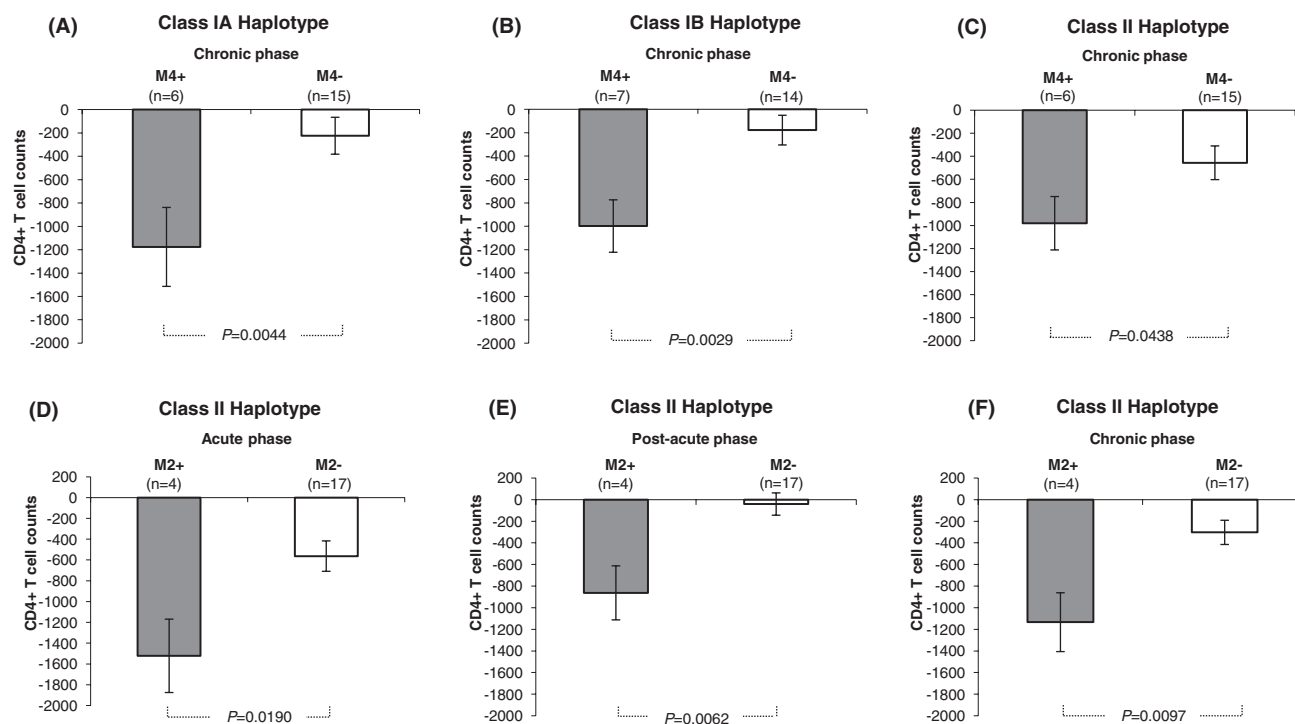 (A)
Class IA Haplotype
Chronic phase
M4+ M4-
(n=6) (n=15)
0
-200
-400
-600
-800
-1000
-1200
-1400
-1600
-1800
-2000
CD4+ T cell counts
P=0.0044
(B)
Class IB Haplotype
Chronic phase
M4+ M4-
(n=7) (n=14)
0
-200
-400
-600
-800
-1000
-1200
-1400
-1600
-1800
-2000
CD4+ T cell counts
P=0.0029
(C)
Class II Haplotype
Chronic phase
M4+ M4-
(n=6) (n=15)
0
-200
-400
-600
-800
-1000
-1200
-1400
-1600
-1800
-2000
CD4+ T cell counts
P=0.0438
(D)
Class II Haplotype
Acute phase
M2+ M2-
(n=4) (n=17)
200
0
-200
-400
-600
-800
-1000
-1200
-1400
-1600
-1800
-2000
CD4+ T cell counts
P=0.0190
(E)
Class II Haplotype
Post-acute phase
M2+ M2-
(n=4) (n=17)
200
0
-200
-400
-600
-800
-1000
-1200
-1400
-1600
-1800
-2000
CD4+ T cell counts
P=0.0062
(F)
Class II Haplotype
Chronic phase
M2+ M2-
(n=4) (n=17)
200
0
-200
-400
-600
-800
-1000
-1200
-1400
-1600
-1800
-2000
CD4+ T cell counts
P=0.0097